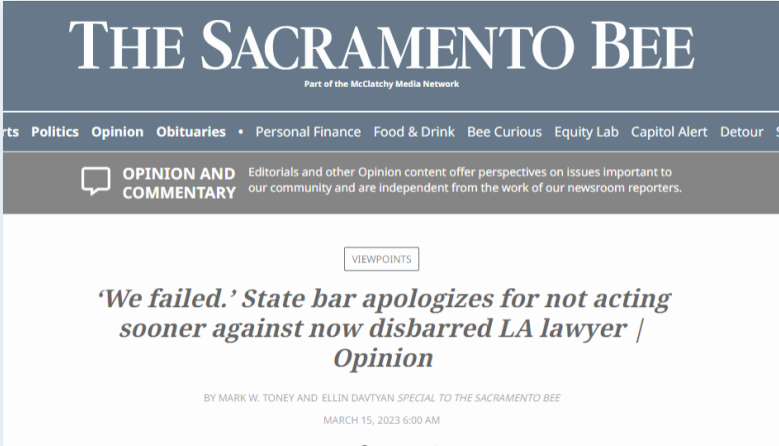 THE SACRAMENTO BEE
Part of the McClatchy Media Network
rts Politics Opinion Obituaries • Personal Finance Food & Drink Bee Curious Equity Lab Capitol Alert Detour
OPINION AND
COMMENTARY
Editorials and other Opinion content offer perspectives on issues important to
our community and are independent from the work of our newsroom reporters.
VIEWPOINTS
‘We failed.’ State bar apologizes for not acting
sooner against now disbarred LA lawyer |
Opinion
BY MARK W. TONEY AND ELLIN DAVTYAN SPECIAL TO THE SACRAMENTO BEE
MARCH 15, 2023 6:00 AM